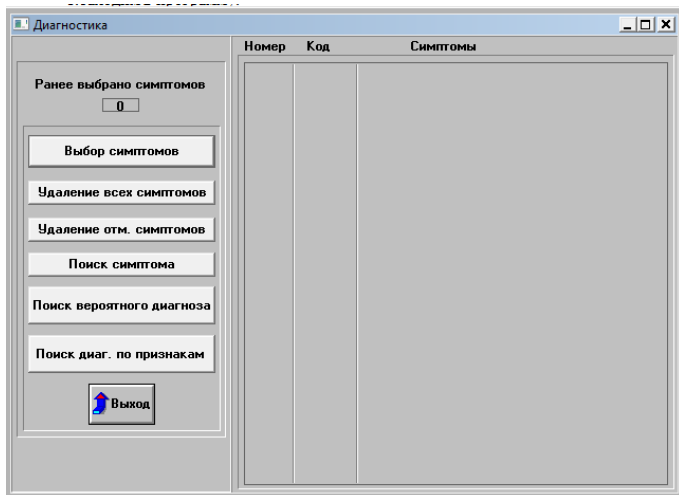 Диагностика
Номер Код Симптомы
Ранее выбрано симптомов
0
Выбор симптомов
Удаление всех симптомов
Удаление отм. симптомов
Поиск симптома
Поиск вероятного диагноза
Поиск диаг. по признакам
Выход